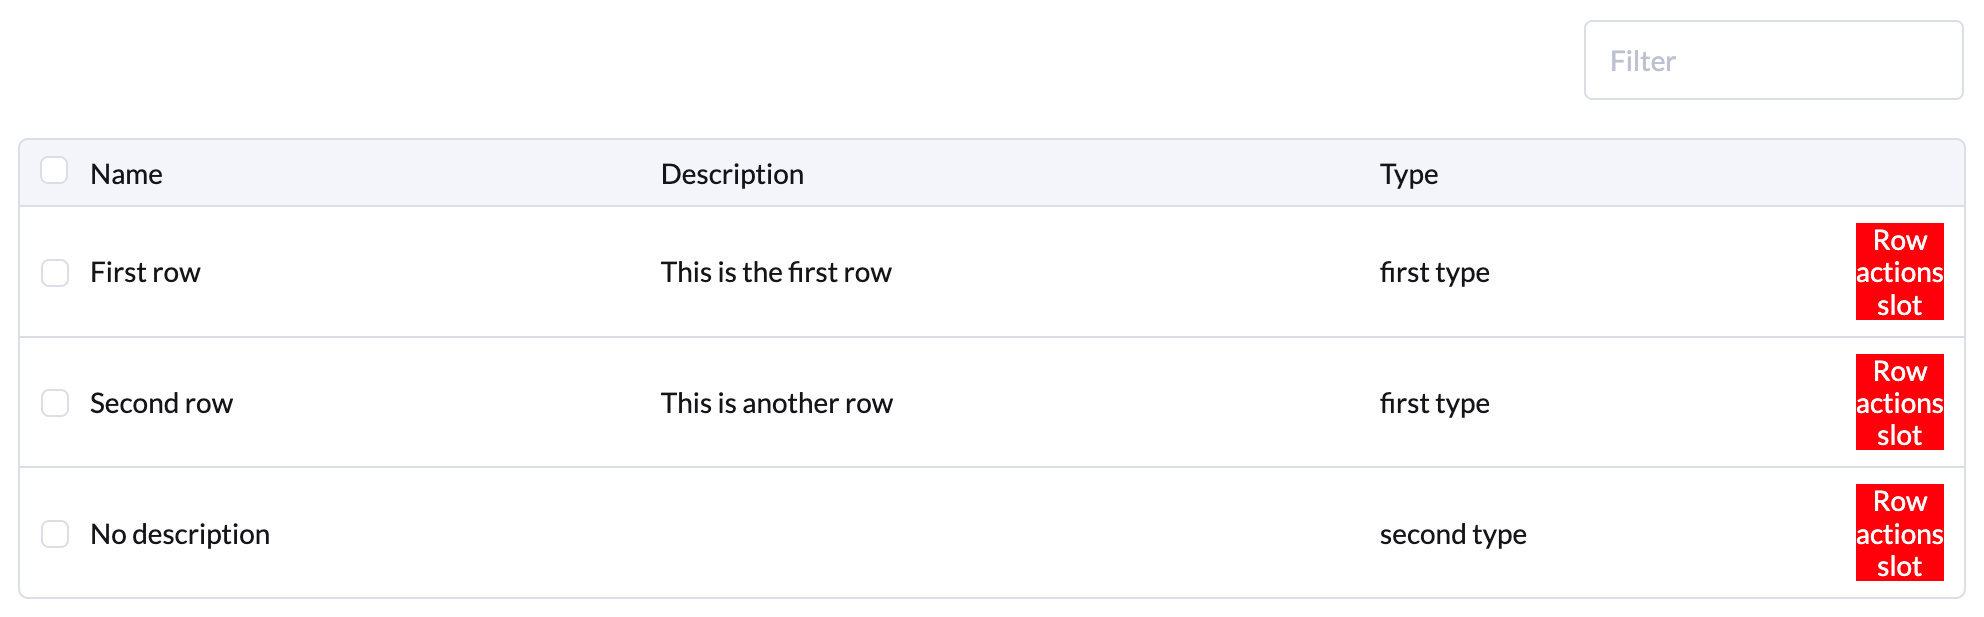 Filter
Name Description Type
First row This is the first row first type Row actions slot
Second row This is another row first type Row actions slot
No description second type Row actions slot